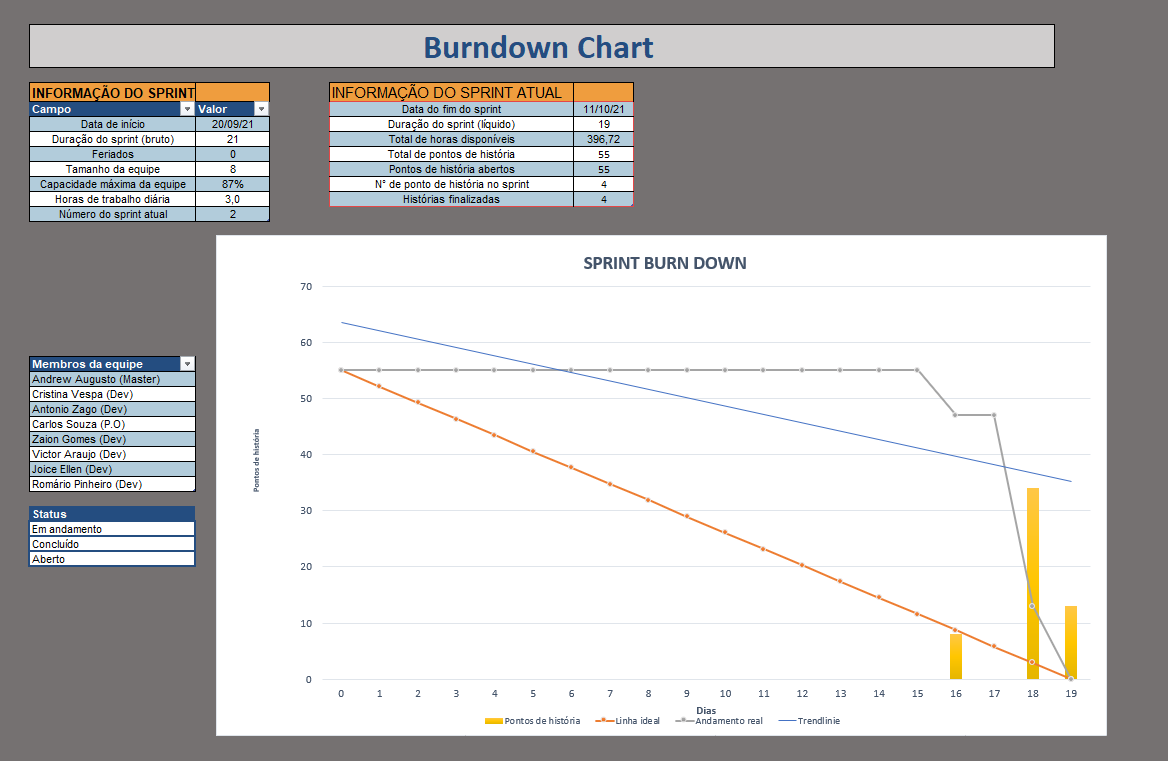 Burndown Chart
INFORMAÇÃO DO SPRINT
Campo Valor
Data de início 20/09/21
Duração do sprint (bruto) 21
Feriados 0
Tamanho da equipe 8
Capacidade máxima da equipe 87%
Horas de trabalho diária 3,0
Número do sprint atual 2
INFORMAÇÃO DO SPRINT ATUAL
Data do fim do sprint 11/10/21
Duração do sprint (líquido) 19
Total de horas disponíveis 396,72
Total de pontos de história 55
Pontos de história abertos 55
N° de ponto de história no sprint 4
Histórias finalizadas 4
Membros da equipe
Andrew Augusto (Master)
Cristina Vespa (Dev)
Antonio Zago (Dev)
Carlos Souza (P.O)
Zaion Gomes (Dev)
Victor Araujo (Dev)
Joice Ellen (Dev)
Romário Pinheiro (Dev)
Status
Em andamento
Concluído
Aberto
SPRINT BURN DOWN
Pontos de história
70
60
50
40
30
20
10
0
0 1 2 3 4 5 6 7 8 9 10 11 12 13 14 15 16 17 18 19
Dias
Pontos de história Linha ideal Andamento real Trendlinie